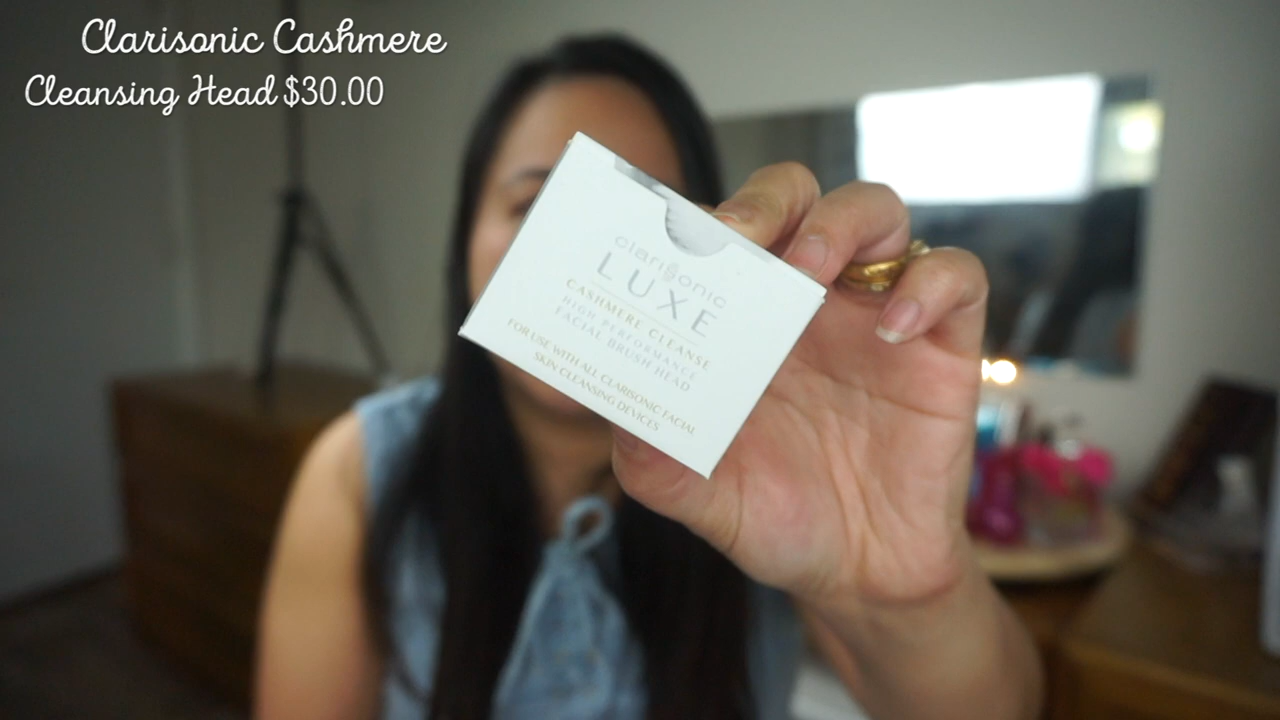 Clarisonic Cashmere
Cleansing Head $30.00
clarisonic
LUXE
CASHMERE CLEANSE
HIGH PERFORMANCE
FACIAL BRUSH HEAD
FOR USE WITH ALL CLARISONIC FACIAL
SKIN CLEANSING DEVICES